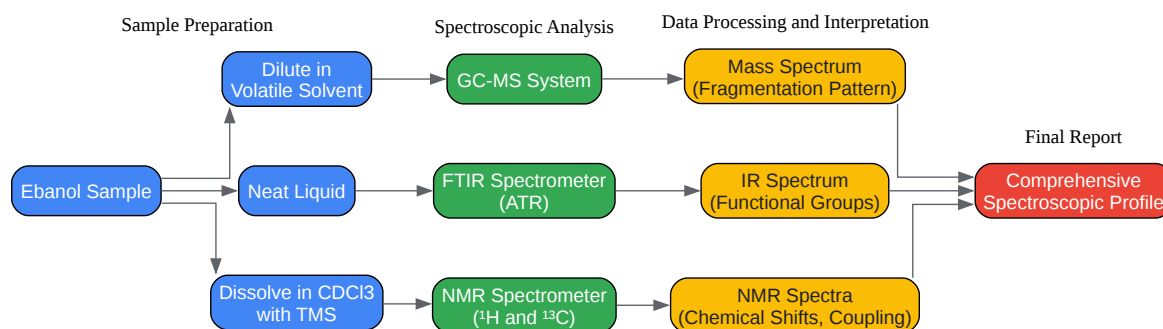 Sample Preparation
Spectroscopic Analysis
Data Processing and Interpretation
Dilute in
Volatile Solvent
GC-MS System
Mass Spectrum
(Fragmentation Pattern)
Final Report
Ebanol Sample
Neat Liquid
FTIR Spectrometer
(ATR)
IR Spectrum
(Functional Groups)
Comprehensive
Spectroscopic Profile
Dissolve in CDCl3
with TMS
NMR Spectrometer
(¹H and ¹³C)
NMR Spectra
(Chemical Shifts, Coupling)